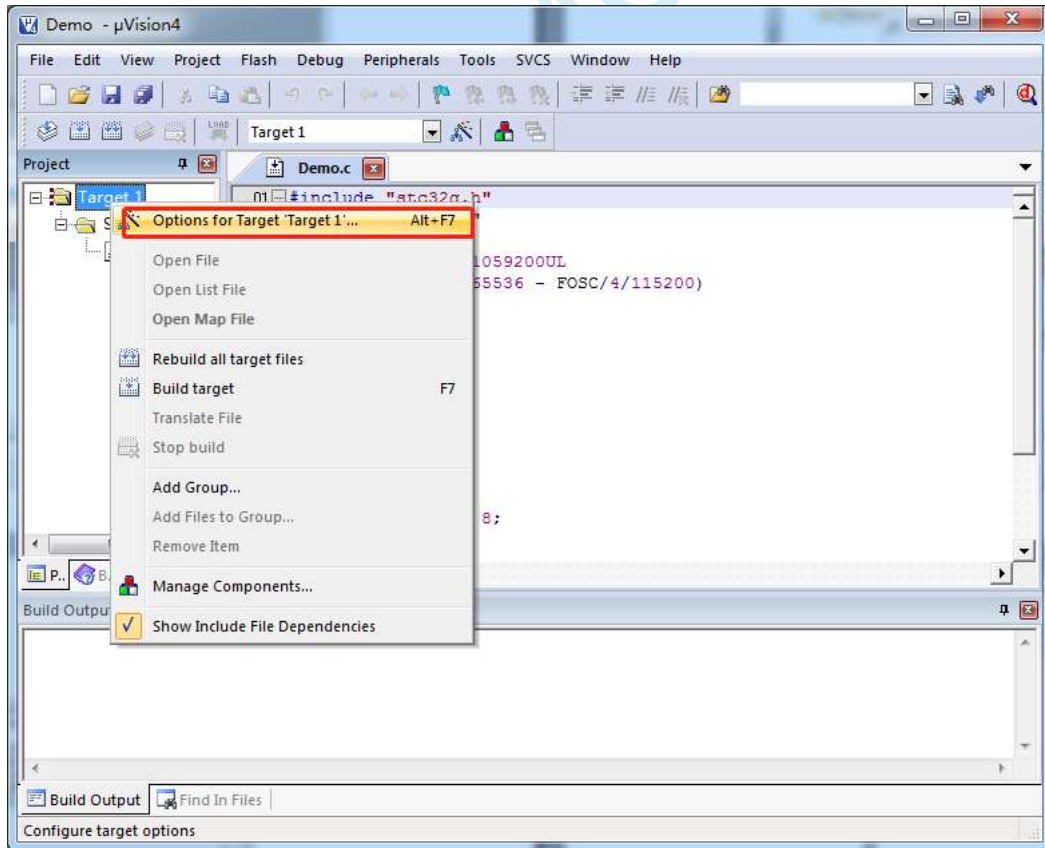 Demo - µVision4
File Edit View Project Flash Debug Peripherals Tools SVCS Window Help
LOAD Target 1
Project
Demo.c
Target 1
01 #include "stc32g.h"
Options for Target 'Target 1'... Alt+F7
"
Open File
1059200UL
Open List File
65536 - FOSC/4/115200)
Open Map File
Rebuild all target files
Build target F7
Translate File
Stop build
Add Group...
Add Files to Group...
8;
Remove Item
P.. B.
Manage Components...
Build Outpu
Show Include File Dependencies
Build Output Find In Files
Configure target options